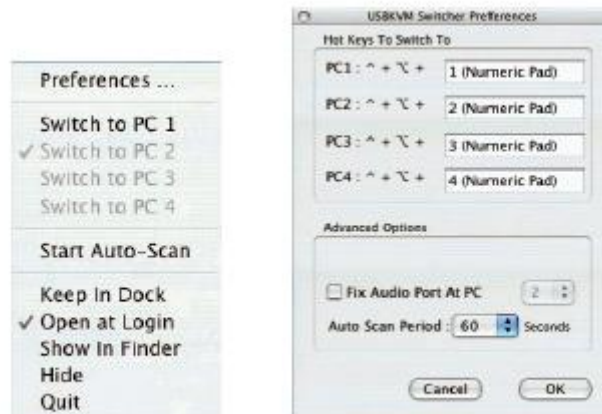 Preferences ...
Switch to PC 1
✓ Switch to PC 2
Switch to PC 3
Switch to PC 4
Start Auto-Scan
Keep In Dock
✓ Open at Login
Show In Finder
Hide
Quit
USBKVM Switcher Preferences
Hot Keys To Switch To
PC1 : ^ + ⌥ + 1 (Numeric Pad)
PC2 : ^ + ⌥ + 2 (Numeric Pad)
PC3 : ^ + ⌥ + 3 (Numeric Pad)
PC4 : ^ + ⌥ + 4 (Numeric Pad)
Advanced Options
Fix Audio Port At PC 2
Auto Scan Period : 60 Seconds
Cancel OK